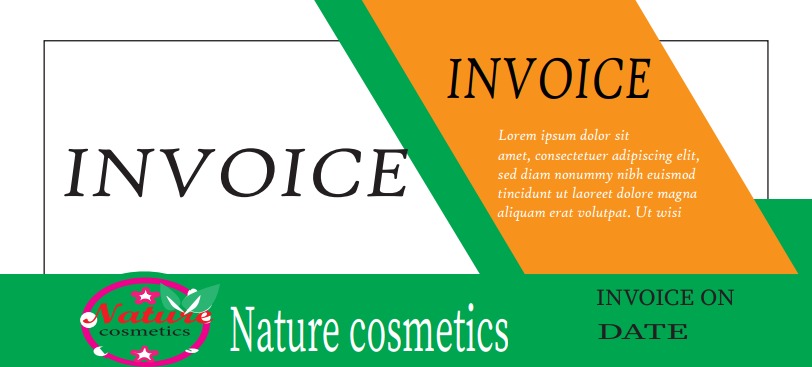 INVOICE
INVOICE
Lorem ipsum dolor sit
amet, consectetuer adipiscing elit,
sed diam nonummy nibh euismod
tincidunt ut laoreet dolore magna
aliquam erat volutpat. Ut wisi
Nature
cosmetics
Nature cosmetics
INVOICE ON
DATE